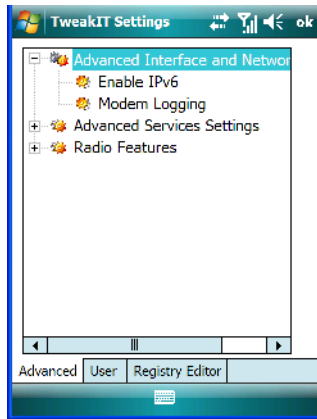 TweakIT Settings ok
Advanced Interface and Networ
Enable IPv6
Modem Logging
Advanced Services Settings
Radio Features
Advanced User Registry Editor